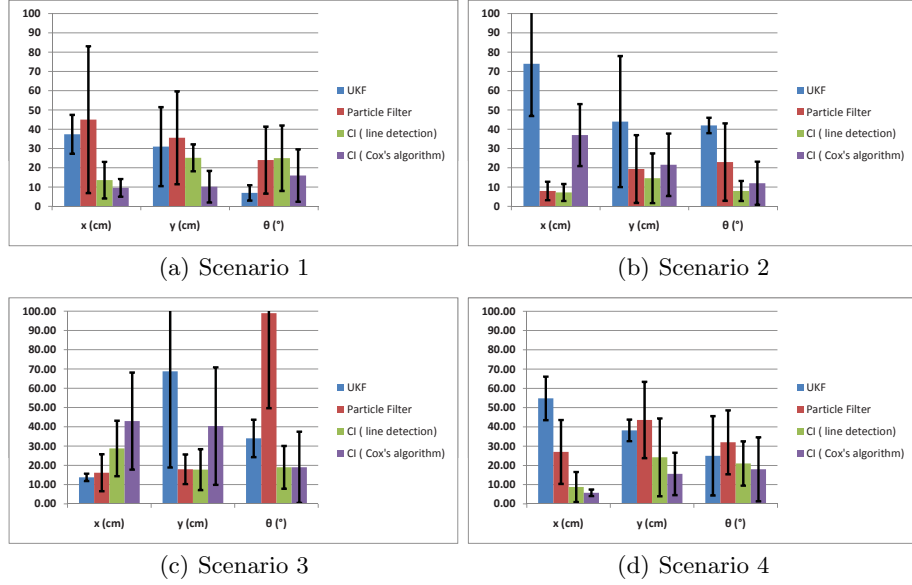 100
90
80
70
60
50
40
30
20
10
0
x (cm)
y (cm)
θ (°)
UKF
Particle Filter
CI ( line detection)
CI ( Cox's algorithm)
(a) Scenario 1
100
90
80
70
60
50
40
30
20
10
0
x (cm)
y (cm)
θ (°)
UKF
Particle Filter
CI ( line detection)
CI ( Cox's algorithm)
(b) Scenario 2
100.00
90.00
80.00
70.00
60.00
50.00
40.00
30.00
20.00
10.00
0.00
x (cm)
y (cm)
θ (°)
UKF
Particle Filter
CI ( line detection)
CI ( Cox's algorithm)
(c) Scenario 3
100.00
90.00
80.00
70.00
60.00
50.00
40.00
30.00
20.00
10.00
0.00
x (cm)
y (cm)
θ (°)
UKF
Particle Filter
CI ( line detection)
CI ( Cox's algorithm)
(d) Scenario 4